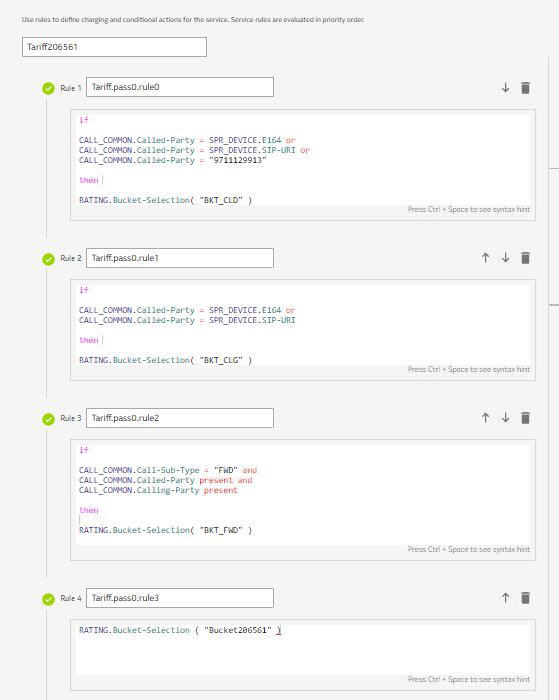 Use rules to define charging and conditional actions for the service. Service rules are evaluated in priority order.
Tariff206561
Rule 1 Tariff.pass0.rule0
if
CALL_COMMON.Called-Party = SPR_DEVICE.E164 or
CALL_COMMON.Called-Party = SPR_DEVICE.SIP-URI or
CALL_COMMON.Called-Party = "9711129913"
then
RATING.Bucket-Selection( "BKT_CLD" )
Press Ctrl + Space to see syntax hint
Rule 2 Tariff.pass0.rule1
if
CALL_COMMON.Called-Party = SPR_DEVICE.E164 or
CALL_COMMON.Called-Party = SPR_DEVICE.SIP-URI
then
RATING.Bucket-Selection( "BKT_CLG" )
Press Ctrl + Space to see syntax hint
Rule 3 Tariff.pass0.rule2
if
CALL_COMMON.Call-Sub-Type = "FWD" and
CALL_COMMON.Called-Party present and
CALL_COMMON.Calling-Party present
then
RATING.Bucket-Selection( "BKT_FWD" )
Press Ctrl + Space to see syntax hint
Rule 4 Tariff.pass0.rule3
RATING.Bucket-Selection ( "Bucket206561" )
Press Ctrl + Space to see syntax hint